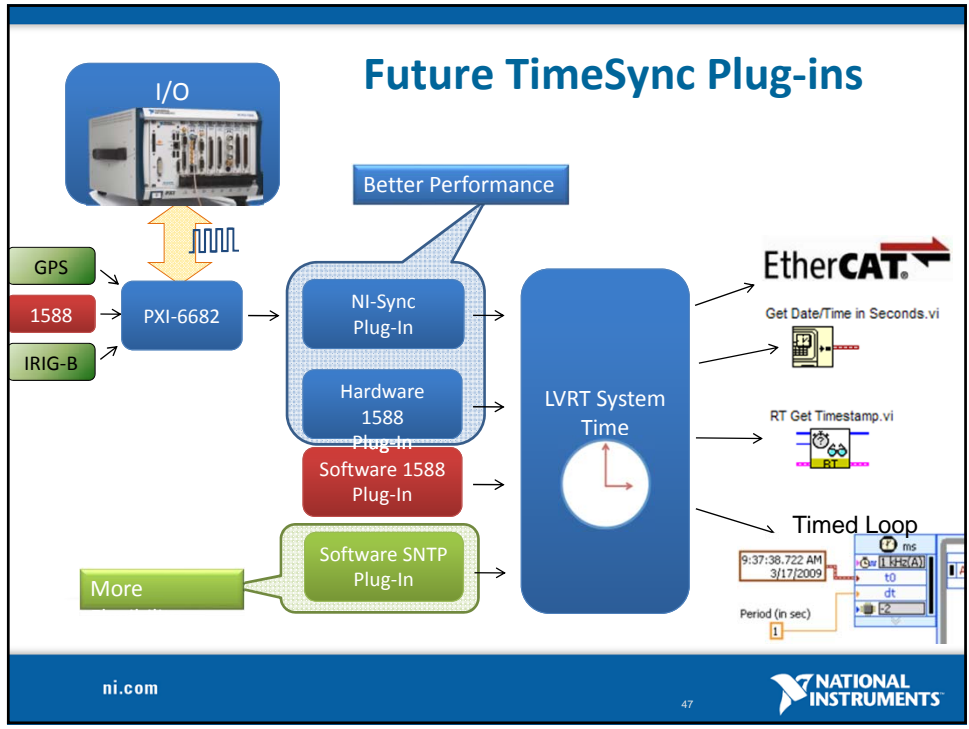 Future TimeSync Plug-ins
I/O
Better Performance
GPS
1588
IRIG-B
PXI-6682
NI-Sync
Plug-In
Hardware
1588
Plug-In
Software 1588
Plug-In
Software SNTP
Plug-In
More
LVRT System
Time
EtherCAT.
Get Date/Time in Seconds.vi
RT Get Timestamp.vi
RT
Timed Loop
ms
1 kHz(A)
t0
dt
-2
9:37:38.722 AM
3/17/2009
Period (in sec)
1
ni.com
47
NATIONAL
INSTRUMENTS